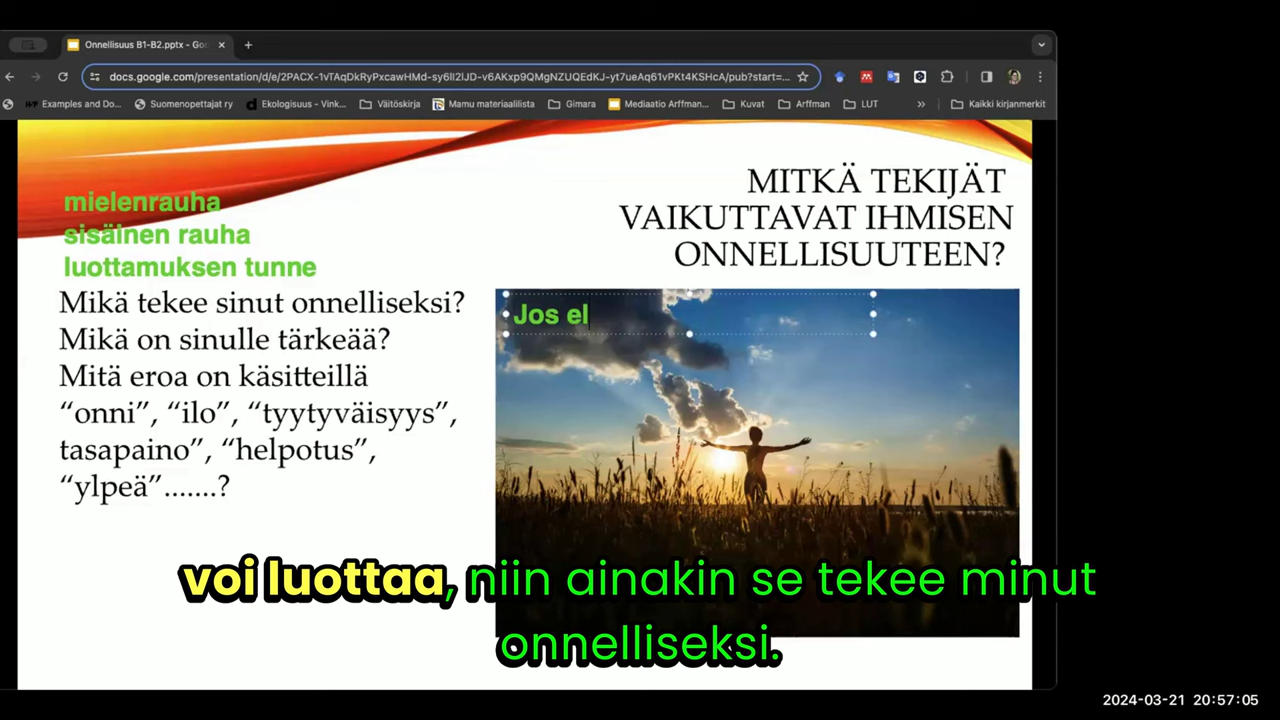 Onnellisuus B1-B2.pptx - Goo
docs.google.com/presentation/d/e/2PACX-1vTAqDkRyPxcawHMd-sy6ll2lJD-v6AKxp9QMgNZUQEdKJ-yt7ueAq61vPKt4KSHcA/pub?start=...
Examples and Do... Suomenopettajat ry Ekologisuus - Vink... Väitöskirja Mamu materiaalilista Gimara Mediaatio Arffman... Kuvat Arffman LUT » Kaikki kirjanmerkit
mielenrauha
sisäinen rauha
luottamuksen tunne
MITKÄ TEKIJÄT
VAIKUTTAVAT IHMISEN
ONNELLISUUTEEN?
Mikä tekee sinut onnelliseksi?
Mikä on sinulle tärkeää?
Mitä eroa on käsitteillä
“onni”, “ilo”, “tyytyväisyys”,
tasapaino”, “helpotus”,
“ylpeä”.......?
Jos el
voi luottaa, niin ainakin se tekee minut
onnelliseksi.
2024-03-21 20:57:05